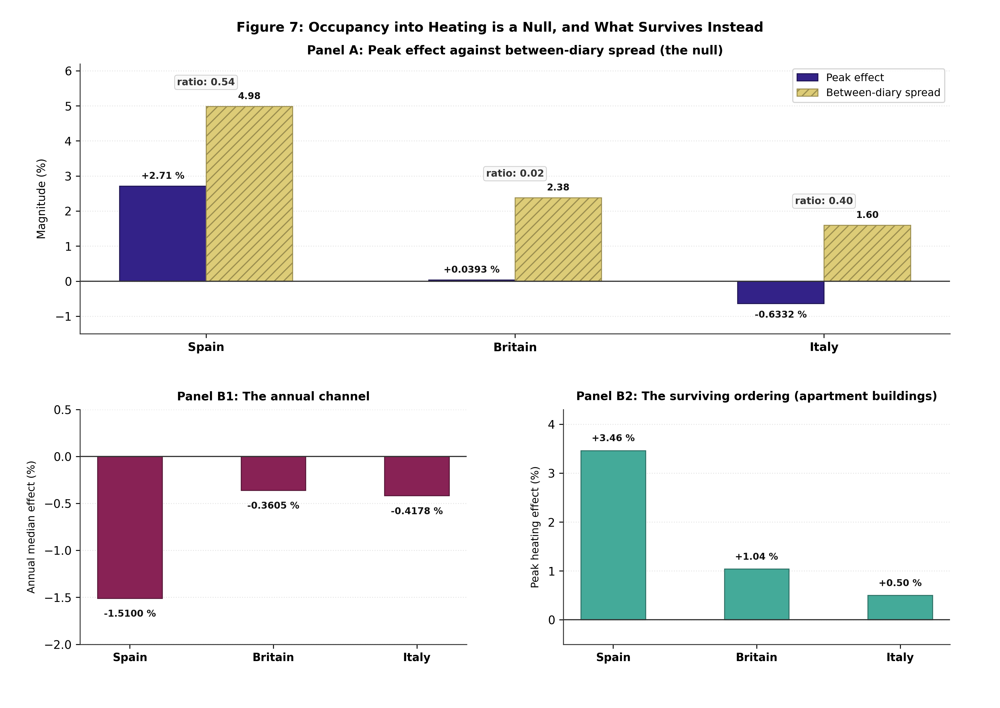 Figure 7: Occupancy into Heating is a Null, and What Survives Instead
Panel A: Peak effect against between-diary spread (the null)
Magnitude (%)
6
5
4
3
2
1
0
−1
ratio: 0.54
4.98
+2.71 %
ratio: 0.02
2.38
+0.0393 %
ratio: 0.40
1.60
-0.6332 %
Peak effect
Between-diary spread
Spain
Britain
Italy
Panel B1: The annual channel
Annual median effect (%)
0.5
0.0
−0.5
−1.0
−1.5
−2.0
-1.5100 %
-0.3605 %
-0.4178 %
Spain
Britain
Italy
Panel B2: The surviving ordering (apartment buildings)
Peak heating effect (%)
4
3
2
1
0
+3.46 %
+1.04 %
+0.50 %
Spain
Britain
Italy